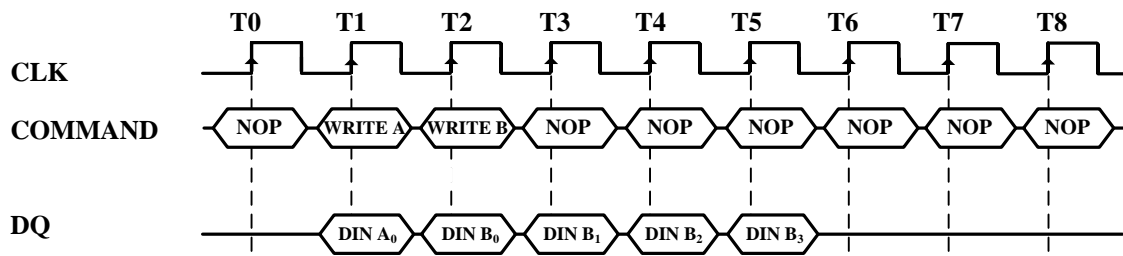 T0 T1 T2 T3 T4 T5 T6 T7 T8
CLK
COMMAND NOP WRITE A WRITE B NOP NOP NOP NOP NOP NOP
DQ DIN A₀ DIN B₀ DIN B₁ DIN B₂ DIN B₃